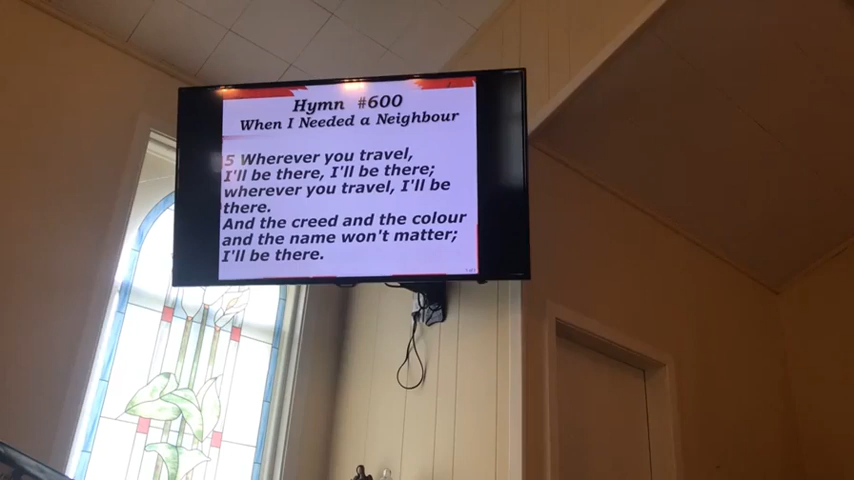 Hymn #600
When I Needed a Neighbour
5 Wherever you travel,
I'll be there, I'll be there;
wherever you travel, I'll be
there.
And the creed and the colour
and the name won't matter;
I'll be there.